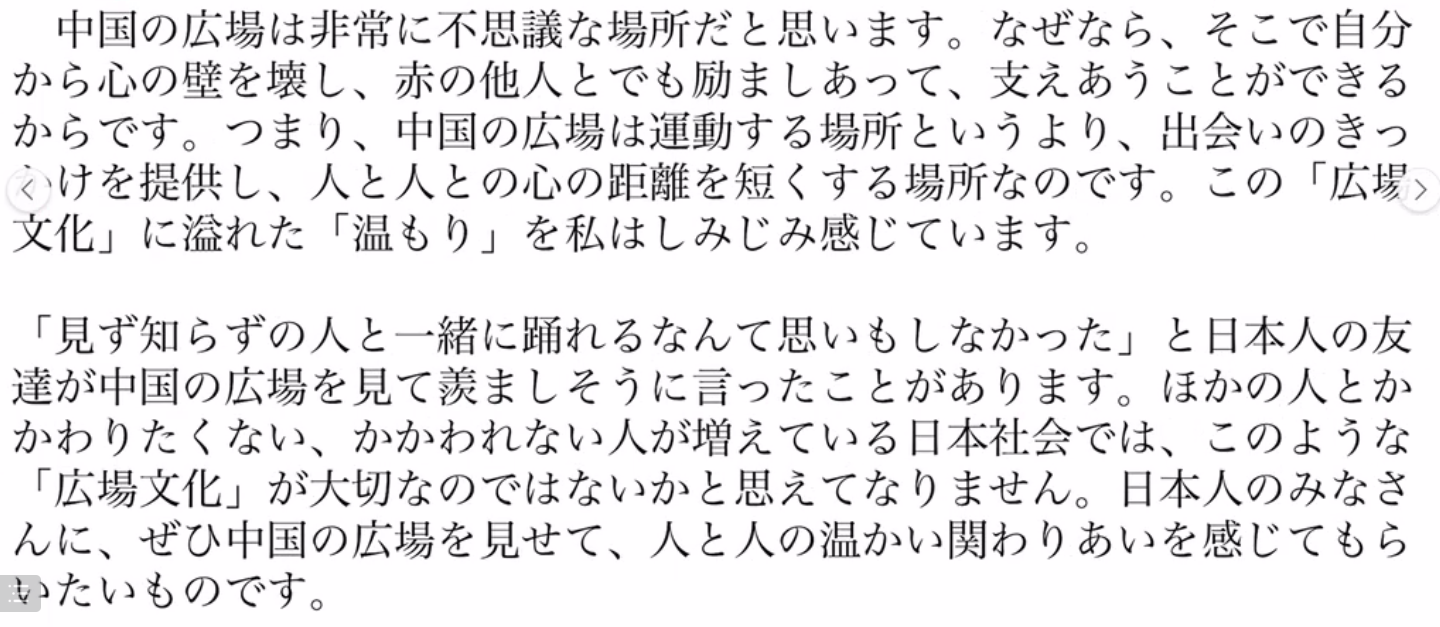 中国の広場は非常に不思議な場所だと思います。なぜなら、そこで自分
から心の壁を壊し、赤の他人とでも励ましあって、支えあうことができる
からです。つまり、中国の広場は運動する場所というより、出会いのきっ
かけを提供し、人と人との心の距離を短くする場所なのです。この「広場
文化」に溢れた「温もり」を私はしみじみ感じています。
「見ず知らずの人と一緒に踊れるなんて思いもしなかった」と日本人の友
達が中国の広場を見て羨ましそうに言ったことがあります。ほかの人とか
かわりたくない、かかわれない人が増えている日本社会では、このような
「広場文化」が大切なのではないかと思えてなりません。日本人のみなさ
んに、ぜひ中国の広場を見せて、人と人の温かい関わりあいを感じてもら
いたいものです。